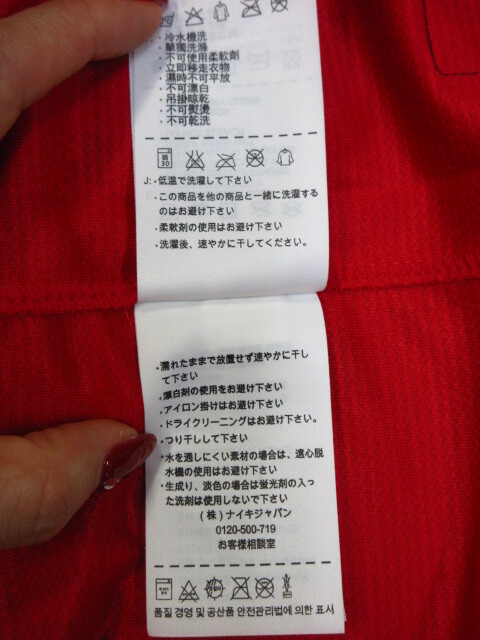 冷水機洗
單獨洗滌
不可使用柔軟劑
立即移走衣物
濕時不可平放
不可漂白
吊掛晾乾
不可熨燙
不可乾洗
弱
30
J: ・低温で洗濯して下さい
・この商品を他の商品と一緒に洗濯する
のはお避け下さい
・柔軟剤の使用はお避け下さい
・洗濯後、速やかに干してください。
・濡れたままで放置せず速やかに干し
て下さい
・漂白剤の使用をお避け下さい
・アイロン掛けはお避け下さい
・ドライクリーニングはお避け下さい。
・つり干しして下さい
・水を通しにくい素材の場合は、遠心脱
水機の使用はお避け下さい
・生成り、淡色の場合は蛍光剤の入っ
た洗剤は使用しないで下さい
(株)ナイキジャパン
0120-500-719
お客様相談室
품질 경영 및 공산품 안전관리법에 의한 표시